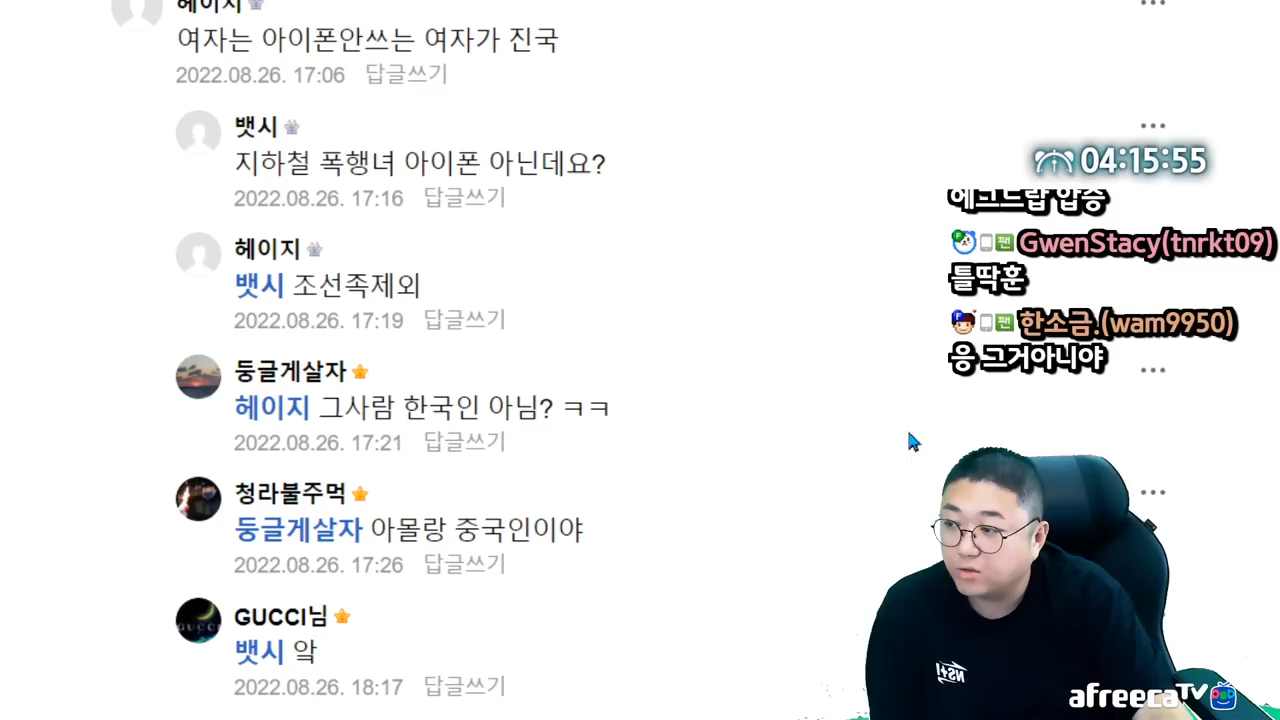 헤이지
여자는 아이폰안쓰는 여자가 진국
2022.08.26. 17:06 답글쓰기
뱃시
지하철 폭행녀 아이폰 아닌데요?
2022.08.26. 17:16 답글쓰기
헤이지
뱃시 조선족제외
2022.08.26. 17:19 답글쓰기
둥글게살자
헤이지 그사람 한국인 아님? ㅋㅋ
2022.08.26. 17:21 답글쓰기
청라불주먹
둥글게살자 아몰랑 중국인이야
2022.08.26. 17:26 답글쓰기
GUCCI님
뱃시 앜
2022.08.26. 18:17 답글쓰기
04:15:55
GwenStacy(tnrkt09)
틀딱훈
한소금.(wam9950)
응 그거아니야
afreecaTV